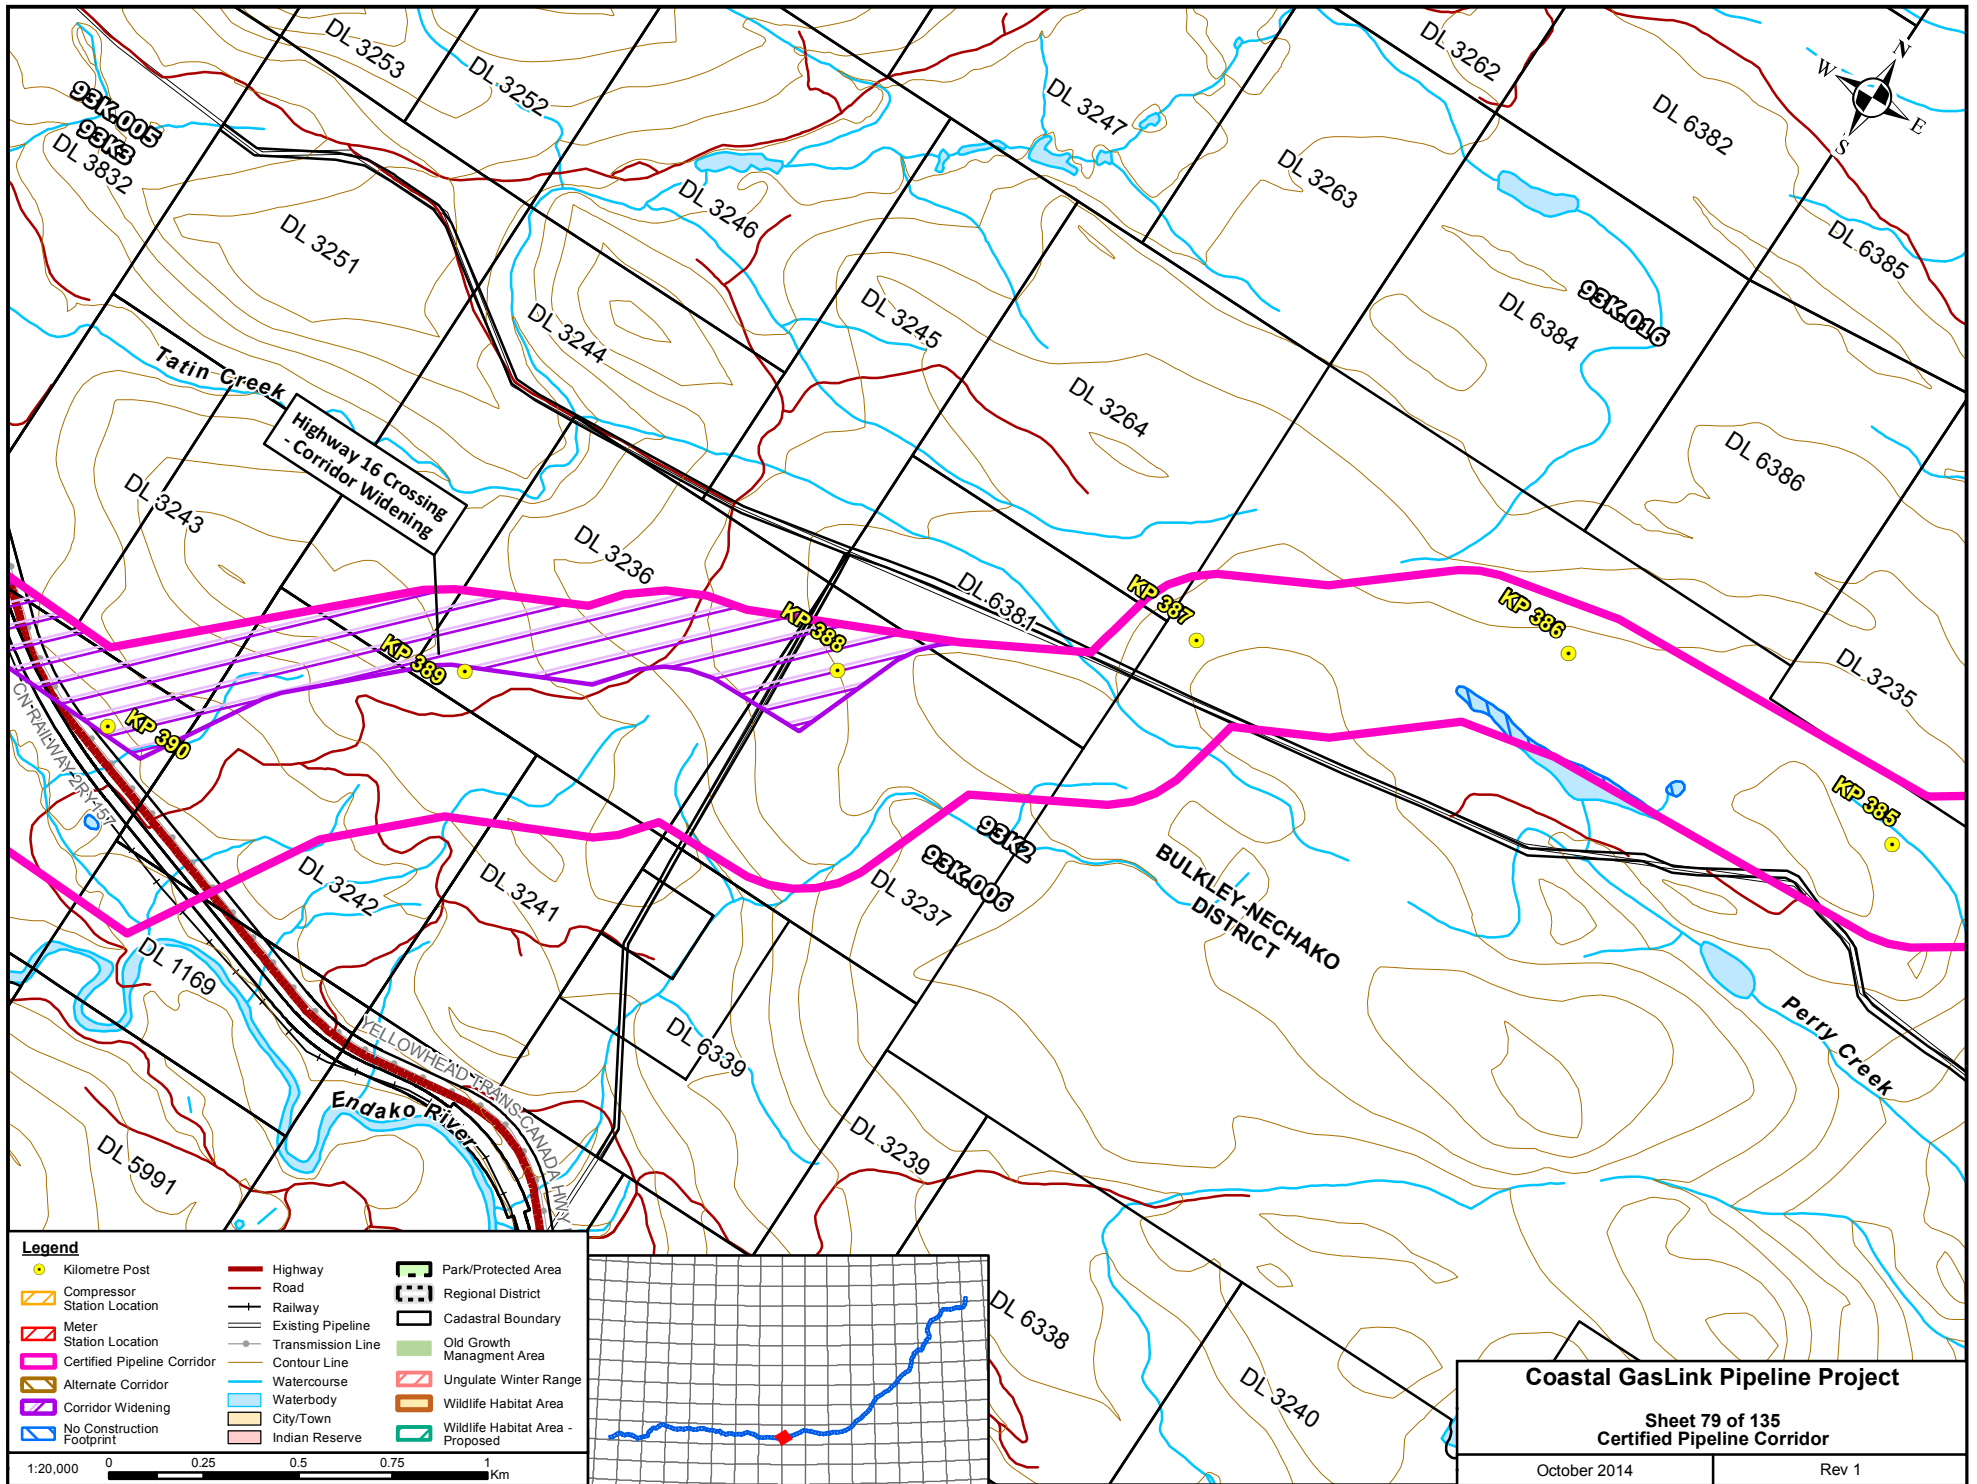 DL 3253
DL 3252
DL 3262
DL 3247
DL 6382
N
W
E
S
93K.005
93K3
DL 3832
DL 3263
DL 3246
DL 3251
DL 6385
93K.016
DL 3245
DL 6384
DL 3244
Tatin Creek
DL 3264
Highway 16 Crossing
- Corridor Widening
DL 6386
DL 3243
DL 3236
DL 6381
KP 387
KP 386
KP 388
KP 389
DL 3235
KP 390
CN RAILWAY 2RY157
KP 385
93K2
93K.006
BULKLEY-NECHAKO
DISTRICT
DL 3242
DL 3241
DL 3237
DL 1169
Perry Creek
DL 6339
YELLOWHEAD TRANS-CANADA HWY
Endako River
DL 3239
DL 5991
DL 6338
DL 3240
Legend
Kilometre Post
Compressor
Station Location
Meter
Station Location
Certified Pipeline Corridor
Alternate Corridor
Corridor Widening
No Construction
Footprint
Highway
Road
Railway
Existing Pipeline
Transmission Line
Contour Line
Watercourse
Waterbody
City/Town
Indian Reserve
Park/Protected Area
Regional District
Cadastral Boundary
Old Growth
Managment Area
Ungulate Winter Range
Wildlife Habitat Area
Wildlife Habitat Area -
Proposed
1:20,000
0 0.25 0.5 0.75 1
Km
Coastal GasLink Pipeline Project
Sheet 79 of 135
Certified Pipeline Corridor
October 2014
Rev 1